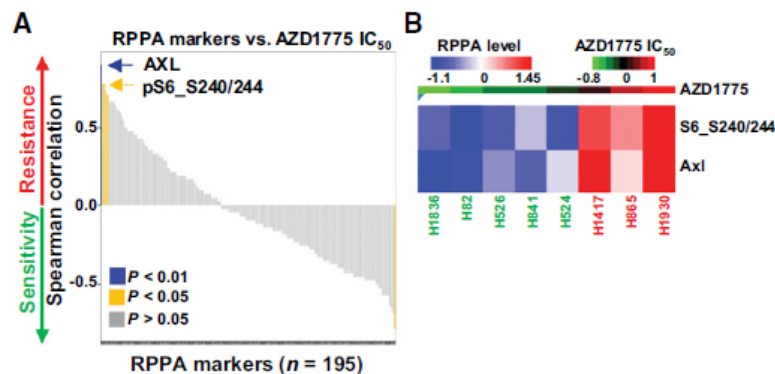 A
RPPA markers vs. AZD1775 IC50
AXL
pS6_S240/244
Resistance
Sensitivity
Spearman correlation
0.5
0.0
-0.5
P < 0.01
P < 0.05
P > 0.05
RPPA markers (n = 195)
B
RPPA level
-1.1 0 1.45
AZD1775 IC50
-0.8 0 1
AZD1775
S6_S240/244
Axl
H1836
H82
H526
H841
H524
H1417
H865
H1930